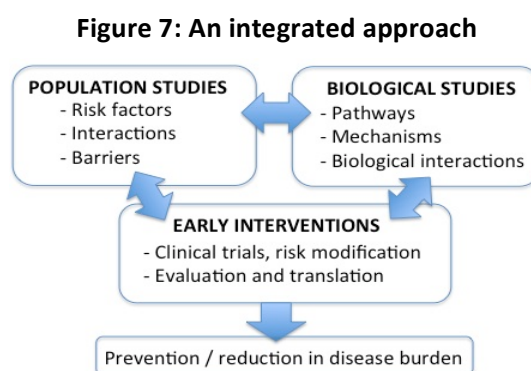 Figure 7: An integrated approach
POPULATION STUDIES
- Risk factors
- Interactions
- Barriers
BIOLOGICAL STUDIES
- Pathways
- Mechanisms
- Biological interactions
EARLY INTERVENTIONS
- Clinical trials, risk modification
- Evaluation and translation
Prevention / reduction in disease burden